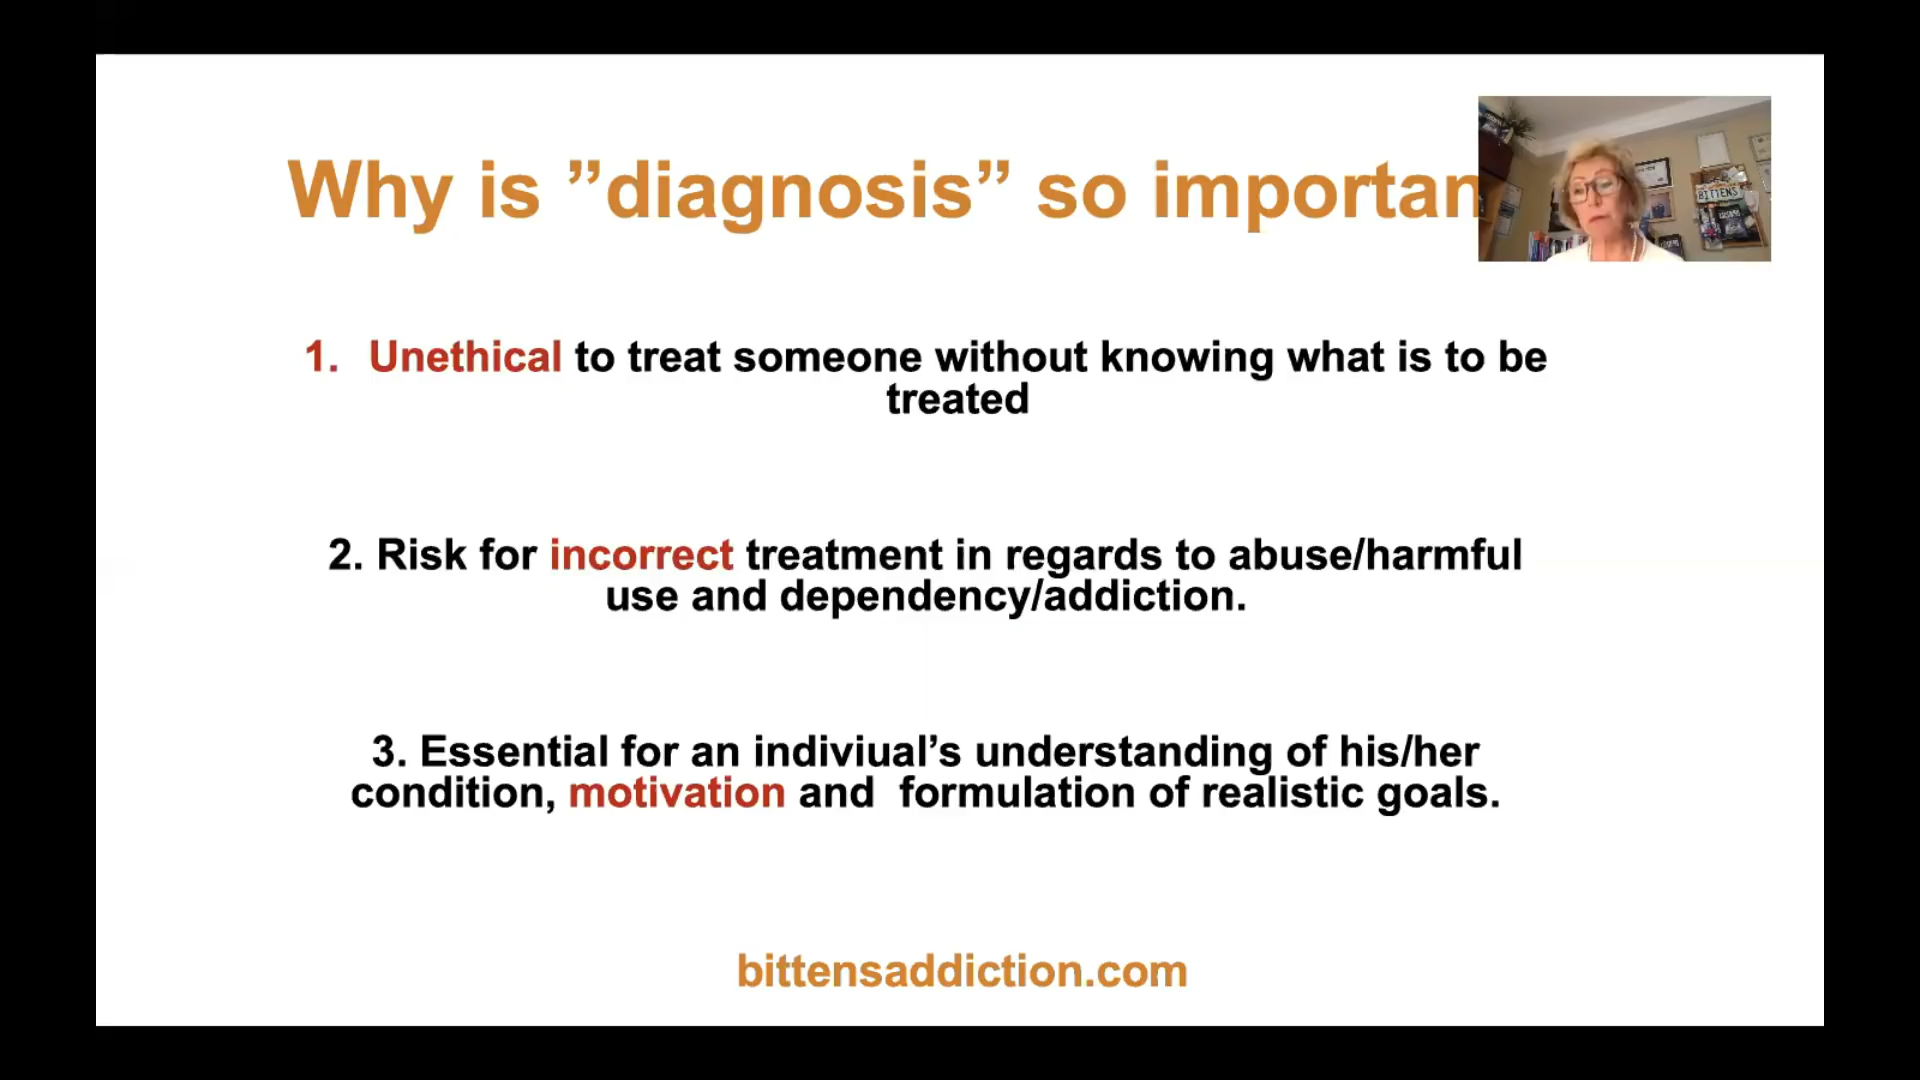 Why is ”diagnosis” so importan
BITTENS
1. Unethical to treat someone without knowing what is to be
treated
2. Risk for incorrect treatment in regards to abuse/harmful
use and dependency/addiction.
3. Essential for an indiviual’s understanding of his/her
condition, motivation and  formulation of realistic goals.
bittensaddiction.com